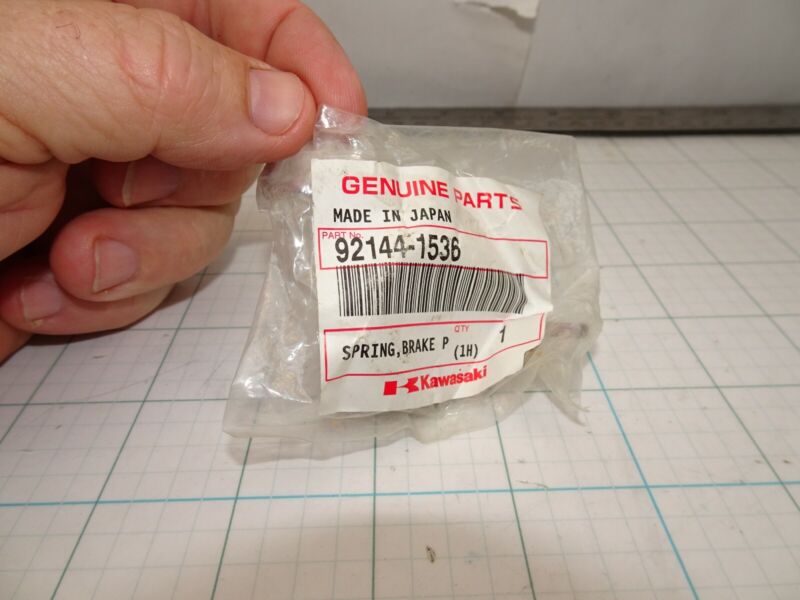 GENUINE PARTS
MADE IN JAPAN
PART No.
92144-1536
SPRING,BRAKE P
QTY
(1H)
1
Kawasaki